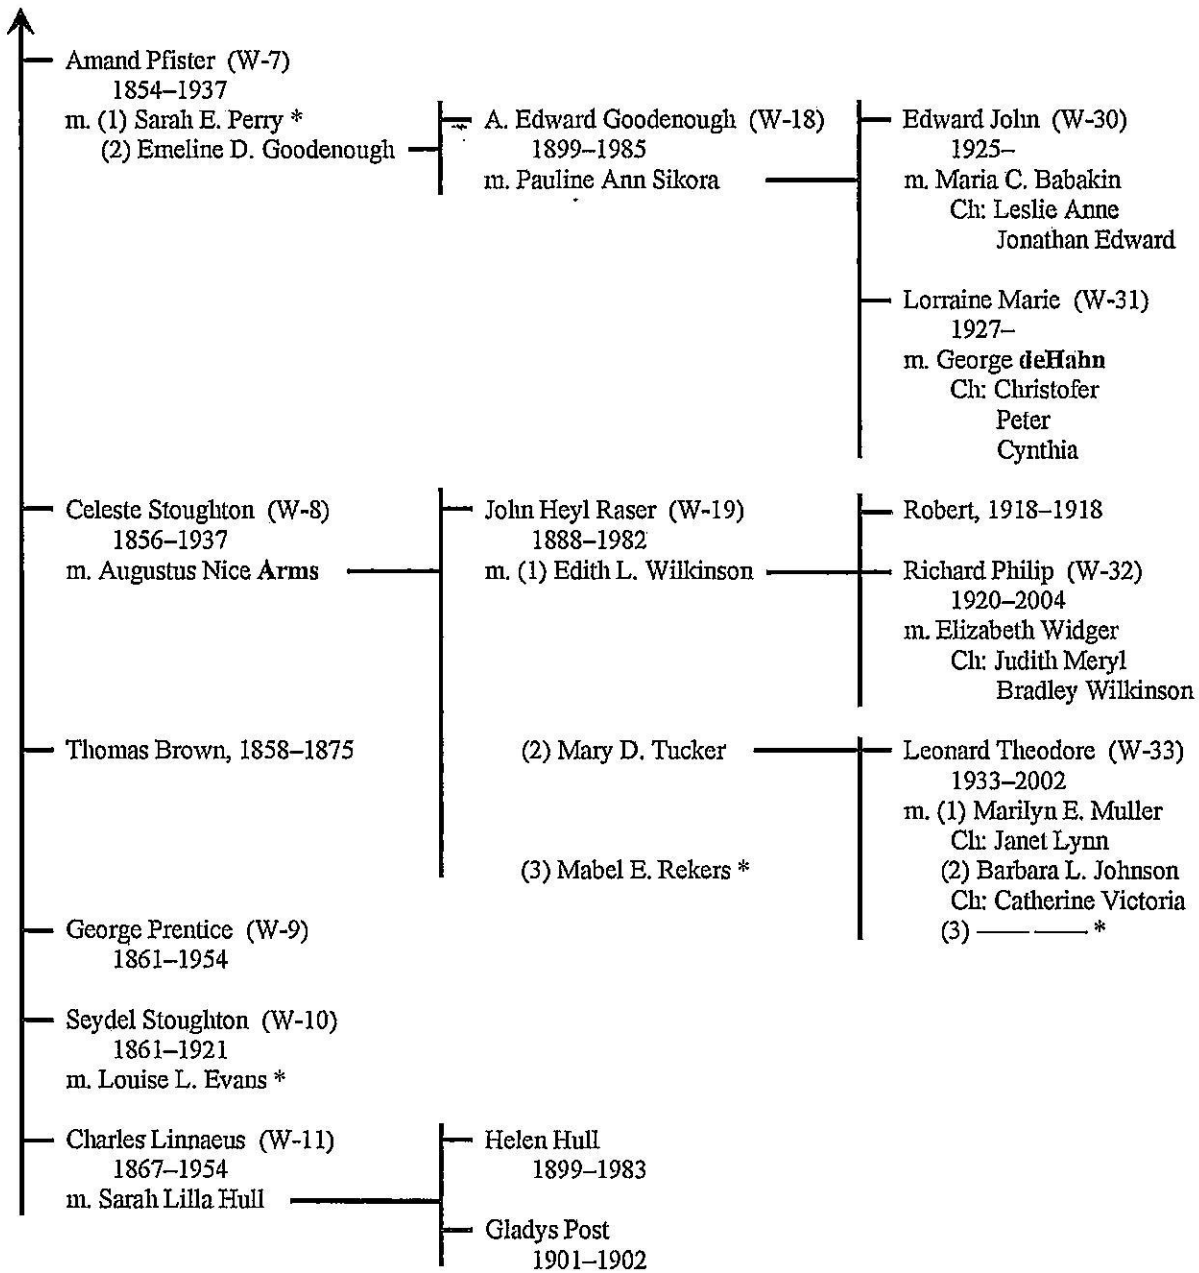 Amand Pfister (W-7)
1854–1937
m. (1) Sarah E. Perry *
(2) Emeline D. Goodenough
A. Edward Goodenough (W-18)
1899–1985
m. Pauline Ann Sikora
Edward John (W-30)
1925–
m. Maria C. Babakin
Ch: Leslie Anne
Jonathan Edward
Lorraine Marie (W-31)
1927–
m. George deHahn
Ch: Christofer
Peter
Cynthia
Celeste Stoughton (W-8)
1856–1937
m. Augustus Nice Arms
John Heyl Raser (W-19)
1888–1982
m. (1) Edith L. Wilkinson
Robert, 1918–1918
Richard Philip (W-32)
1920–2004
m. Elizabeth Widger
Ch: Judith Meryl
Bradley Wilkinson
Thomas Brown, 1858–1875
(2) Mary D. Tucker
Leonard Theodore (W-33)
1933–2002
m. (1) Marilyn E. Muller
Ch: Janet Lynn
(2) Barbara L. Johnson
Ch: Catherine Victoria
(3) —— —— *
(3) Mabel E. Rekers *
George Prentice (W-9)
1861–1954
Seydel Stoughton (W-10)
1861–1921
m. Louise L. Evans *
Charles Linnaeus (W-11)
1867–1954
m. Sarah Lilla Hull
Helen Hull
1899–1983
Gladys Post
1901–1902